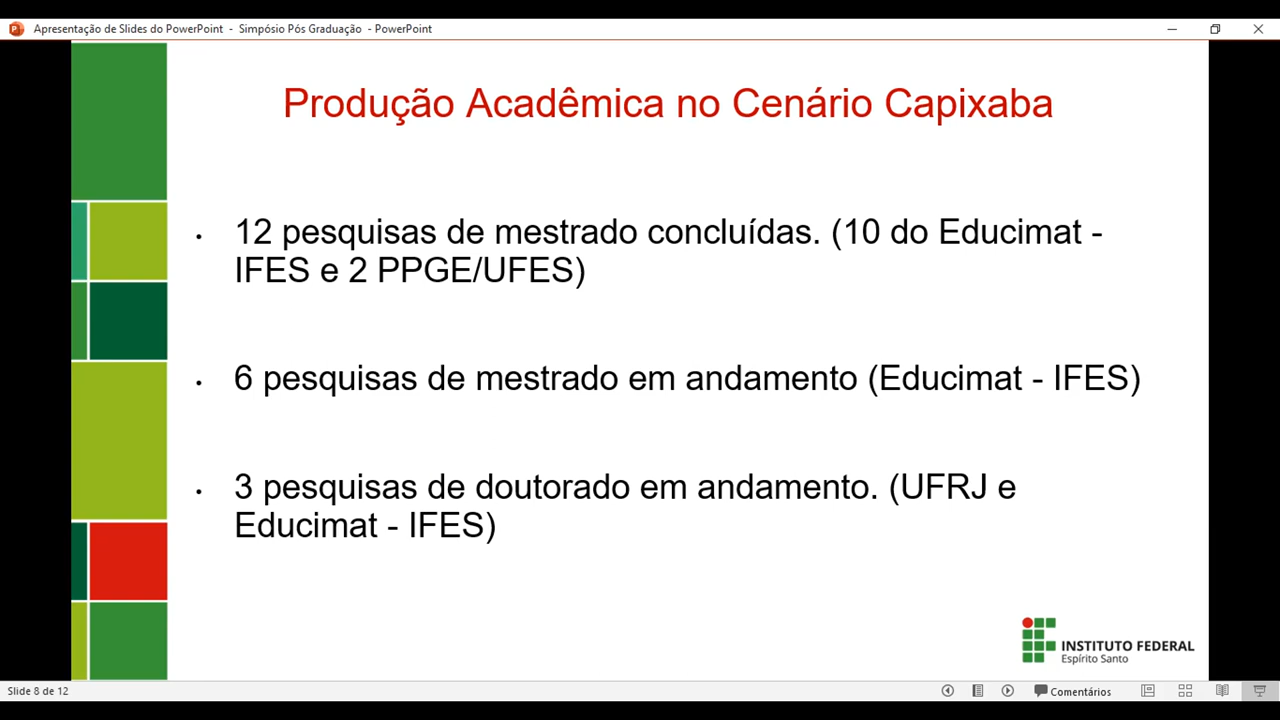 Apresentação de Slides do PowerPoint - Simpósio Pós Graduação - PowerPoint
Produção Acadêmica no Cenário Capixaba
• 12 pesquisas de mestrado concluídas. (10 do Educimat -
IFES e 2 PPGE/UFES)
• 6 pesquisas de mestrado em andamento (Educimat - IFES)
• 3 pesquisas de doutorado em andamento. (UFRJ e
Educimat - IFES)
INSTITUTO FEDERAL
Espírito Santo
Slide 8 de 12
Comentários